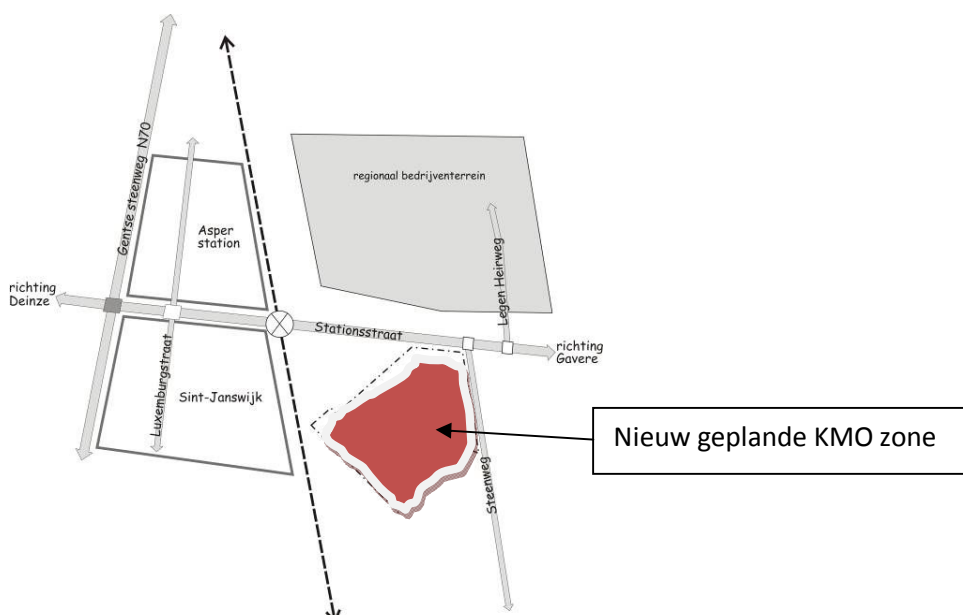 Gentse steenweg N70
regionaal bedrijventerrein
Asper
station
Legen Heirweg
richting
Deinze
Stationsstraat
richting
Gavere
Luxemburgstraat
Sint-Janswijk
Nieuw geplande KMO zone
Steenweg